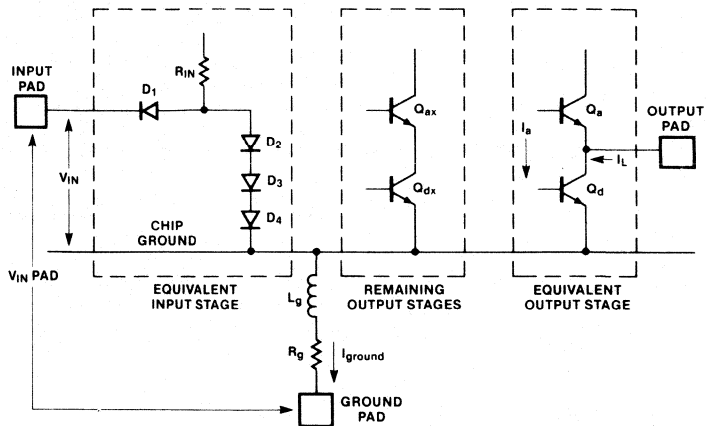 INPUT
PAD
RIN
D1
D2
D3
D4
VIN
CHIP
GROUND
VIN PAD
EQUIVALENT
INPUT STAGE
Qax
Qdx
REMAINING
OUTPUT STAGES
Qa
Ia
IL
Qd
OUTPUT
PAD
EQUIVALENT
OUTPUT STAGE
Lg
Rg
Iground
GROUND
PAD